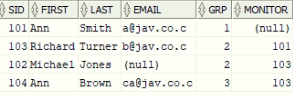 SID FIRST LAST EMAIL GRP MONITOR
101 Ann Smith a@jav.co.c 1 (null)
103 Richard Turner b@jav.co.c 2 101
102 Michael Jones (null) 2 103
104 Ann Brown ca@jav.co.c 3 103